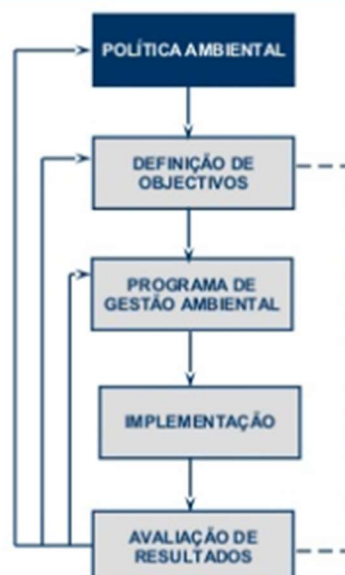 POLÍTICA AMBIENTAL
DEFINIÇÃO DE
OBJECTIVOS
PROGRAMA DE
GESTÃO AMBIENTAL
IMPLEMENTAÇÃO
AVALIAÇÃO DE
RESULTADOS